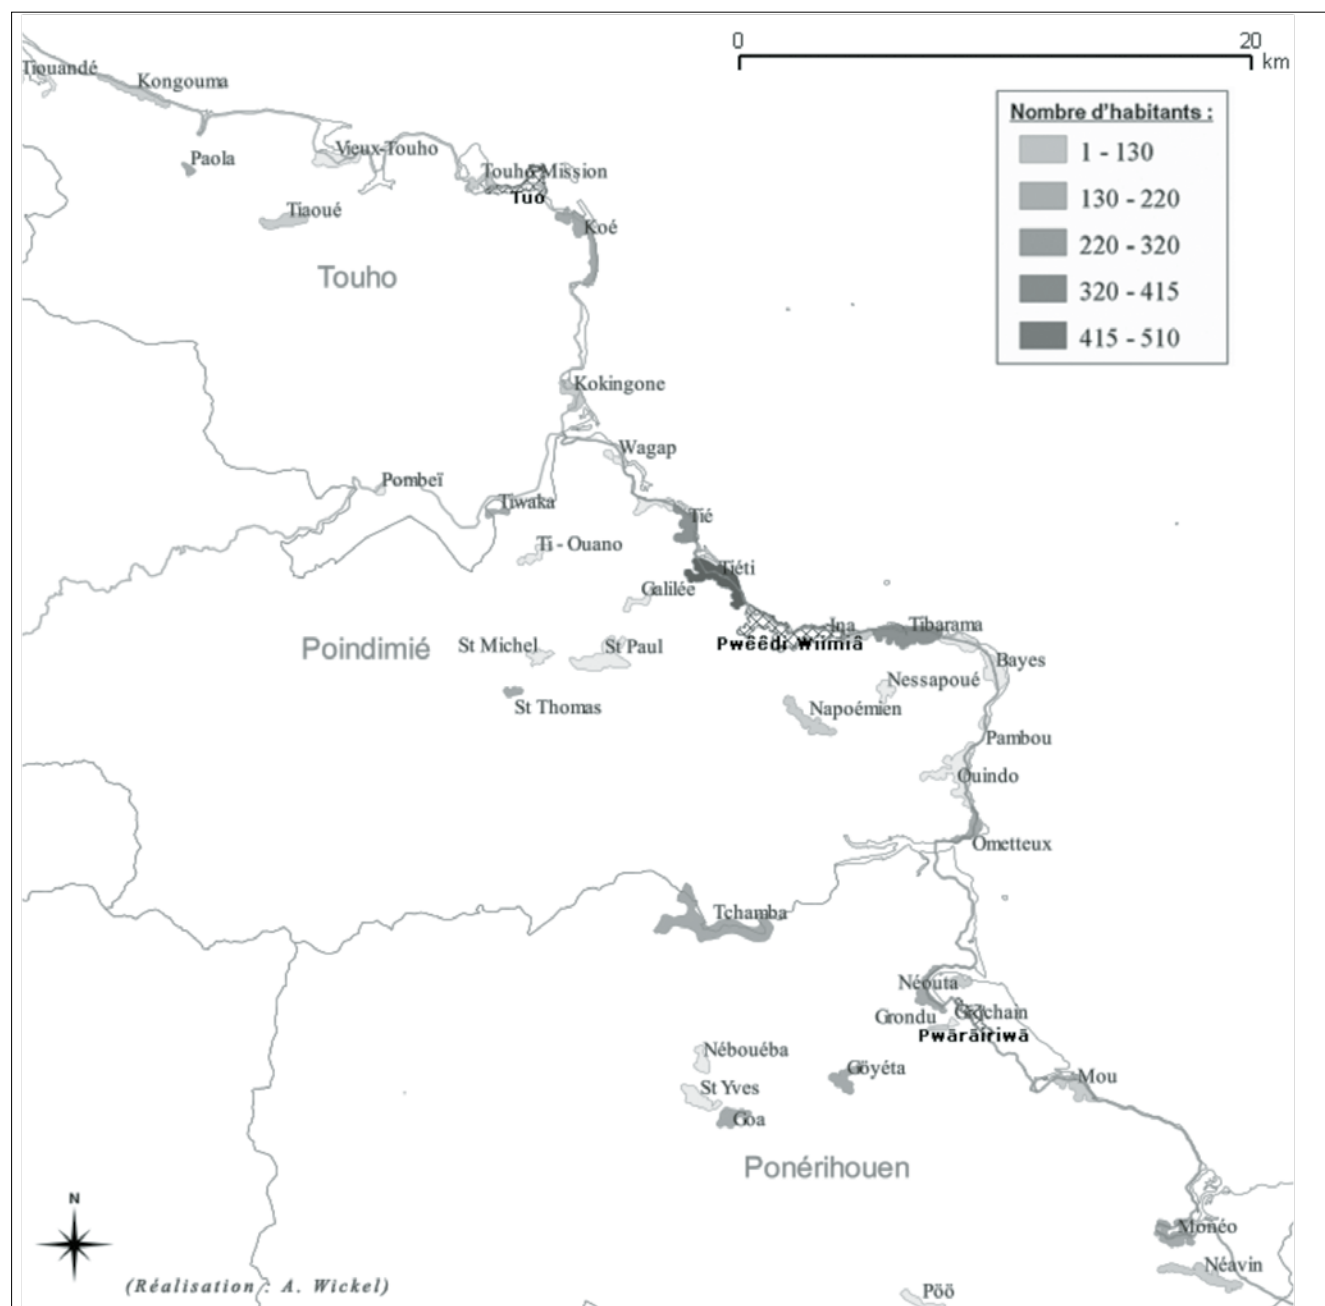 0 20
km
Nombre d'habitants :
1 - 130
130 - 220
220 - 320
320 - 415
415 - 510
Tiouandé
Kongouma
Paola
Vieux-Touho
Touho Mission
Tuo
Tiaoué
Koé
Touho
Kokingone
Wagap
Pombeï
Tiwaka
Tié
Ti - Ouano
Tiéti
Galilée
Ina
Tibarama
Poindimié
St Michel
St Paul
Pwêêdi Wiimîâ
Bayes
Nessapoué
St Thomas
Napoémien
Pambou
Ouindo
Ometteux
Tchamba
Néouta
Grondu
Grochain
Pwârâïriwâ
Nébouéba
Göyéta
St Yves
Mou
Goa
Ponérihouen
N
Monéo
Néavin
(Réalisation : A. Wickel)
Pöö